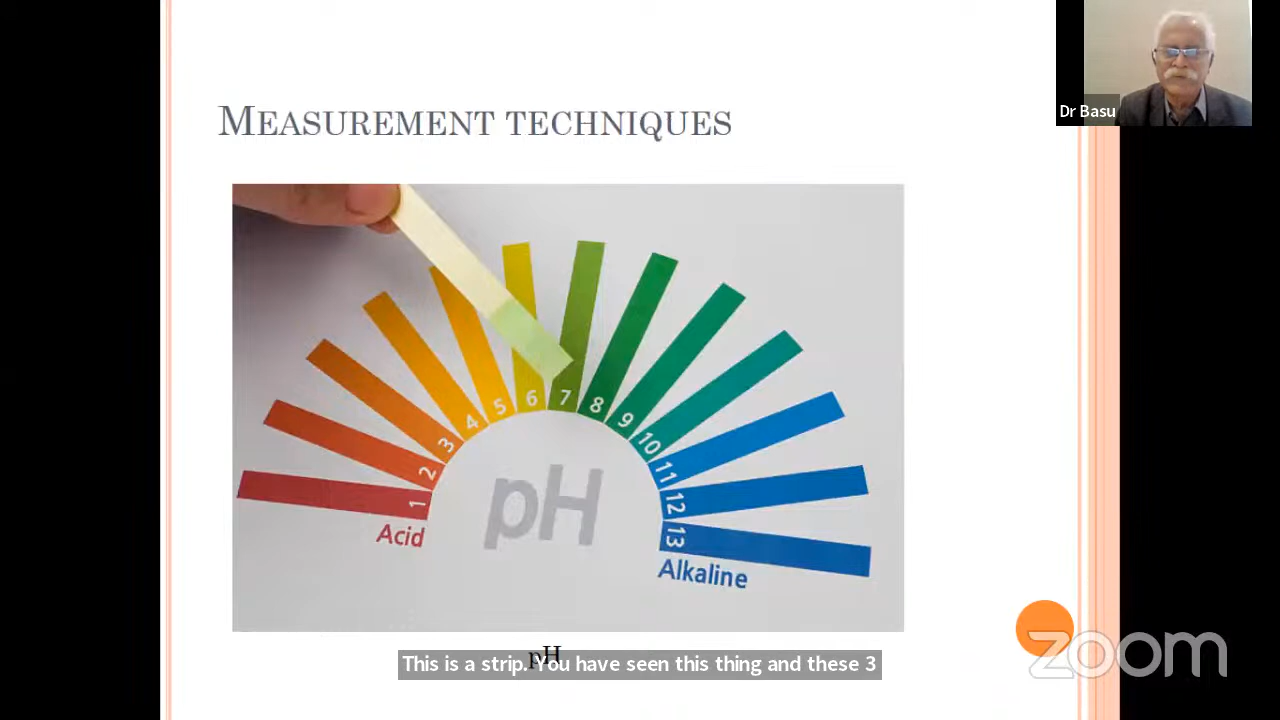 MEASUREMENT TECHNIQUES
Dr Basu
1
2
3
4
5
6
7
8
9
10
11
12
13
Acid
pH
Alkaline
pH
This is a strip. You have seen this thing and these 3
zoom